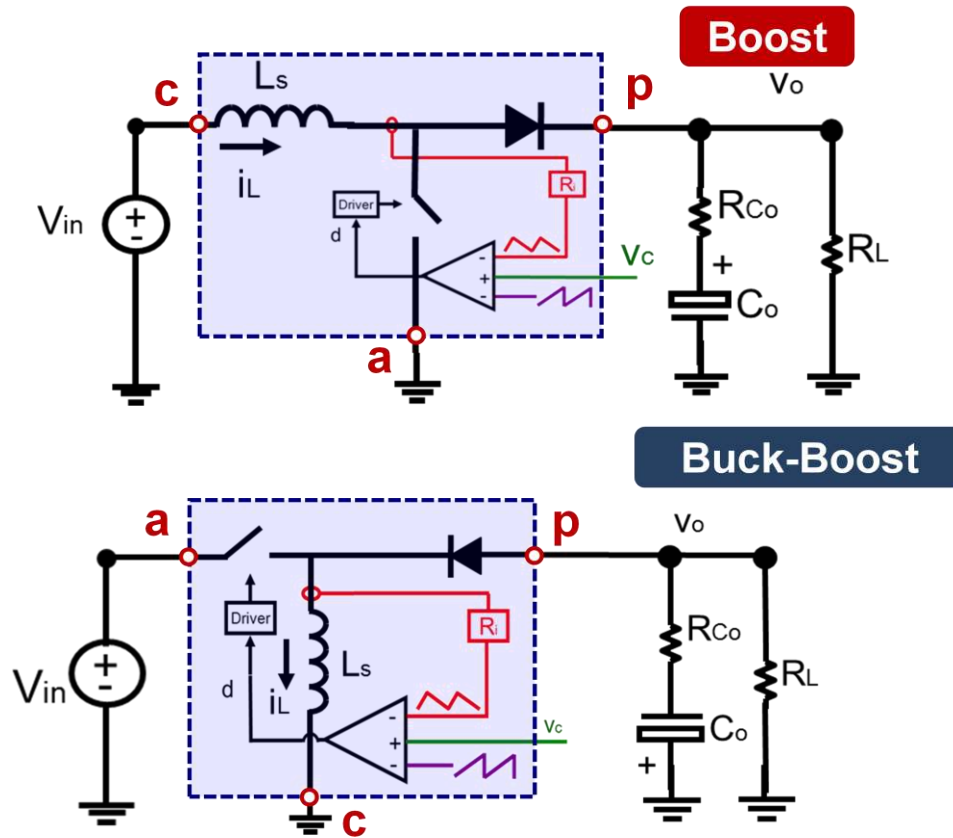 Boost
c
Ls
p
vo
iL
Vin
+
-
Driver
d
Ri
-
+
-
vc
RCo
+
Co
RL
a
Buck-Boost
a
p
vo
Driver
Ri
RCo
Vin
+
-
d
iL
Ls
-
+
-
vc
RL
Co
+
c